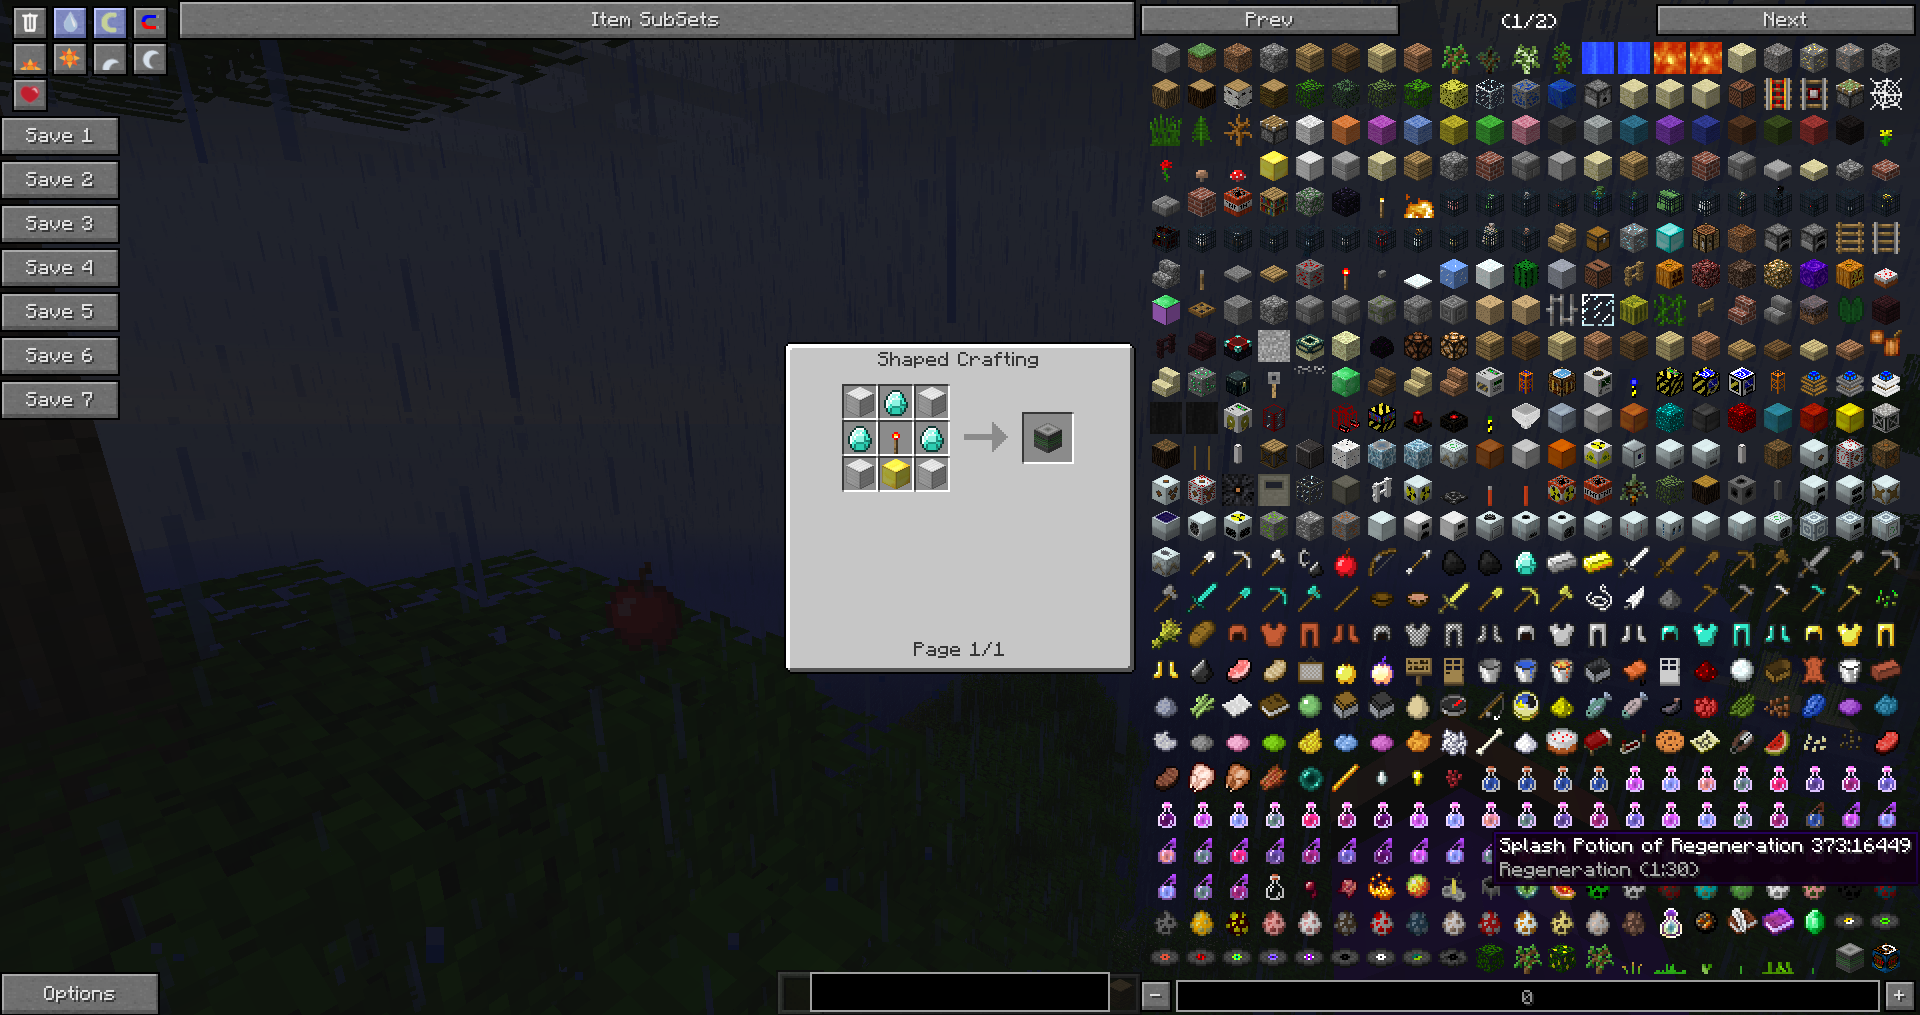 Item SubSets
Prev
(1/2)
Next
Save 1
Save 2
Save 3
Save 4
Save 5
Save 6
Save 7
Shaped Crafting
Page 1/1
Splash Potion of Regeneration 373:16449
Regeneration (1:30)
Options
-
0
+